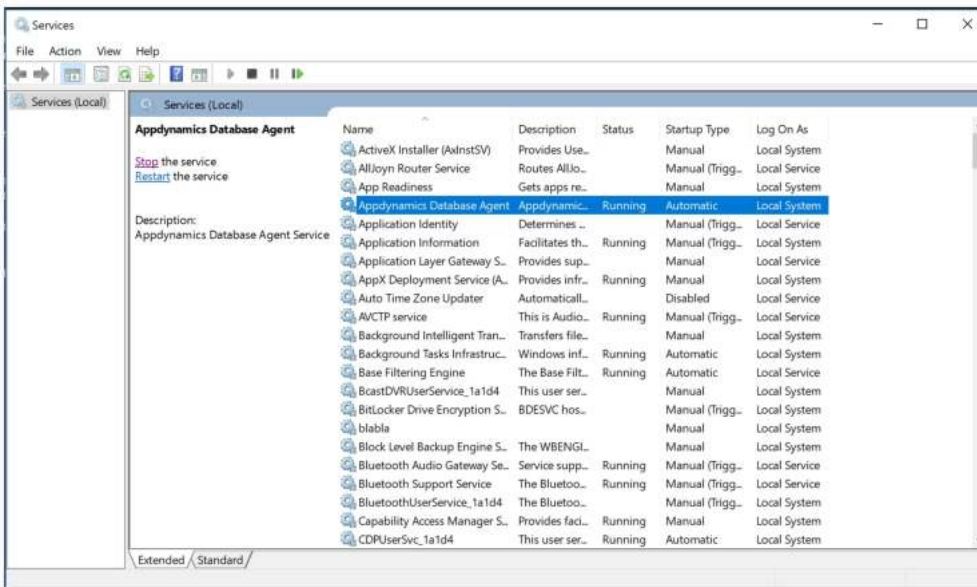 Services
File Action View Help
Services (Local)
Services (Local)
Appdynamics Database Agent
Stop the service
Restart the service
Description:
Appdynamics Database Agent Service
Name Description Status Startup Type Log On As
ActiveX Installer (AxInstSV) Provides Use... Manual Local System
AllJoyn Router Service Routes AllJo... Manual (Trigg... Local Service
App Readiness Gets apps re... Manual Local System
Appdynamics Database Agent Appdynamic... Running Automatic Local System
Application Identity Determines ... Manual (Trigg... Local Service
Application Information Facilitates th... Running Manual (Trigg... Local System
Application Layer Gateway S... Provides sup... Manual Local Service
AppX Deployment Service (A... Provides infr... Running Manual Local System
Auto Time Zone Updater Automaticall... Disabled Local Service
AVCTP service This is Audio... Running Manual (Trigg... Local Service
Background Intelligent Tran... Transfers file... Manual Local System
Background Tasks Infrastruc... Windows inf... Running Automatic Local System
Base Filtering Engine The Base Filt... Running Automatic Local Service
BcastDVRUserService_1a1d4 This user ser... Manual Local System
BitLocker Drive Encryption S... BDESVC hos... Manual (Trigg... Local System
blabla Manual Local System
Block Level Backup Engine S... The WBENGI... Manual Local System
Bluetooth Audio Gateway Se... Service supp... Running Manual (Trigg... Local Service
Bluetooth Support Service The Bluetoo... Running Manual (Trigg... Local Service
BluetoothUserService_1a1d4 The Bluetoo... Manual (Trigg... Local System
Capability Access Manager S... Provides faci... Running Manual Local System
CDPUserSvc_1a1d4 This user ser... Running Automatic Local System
Extended Standard